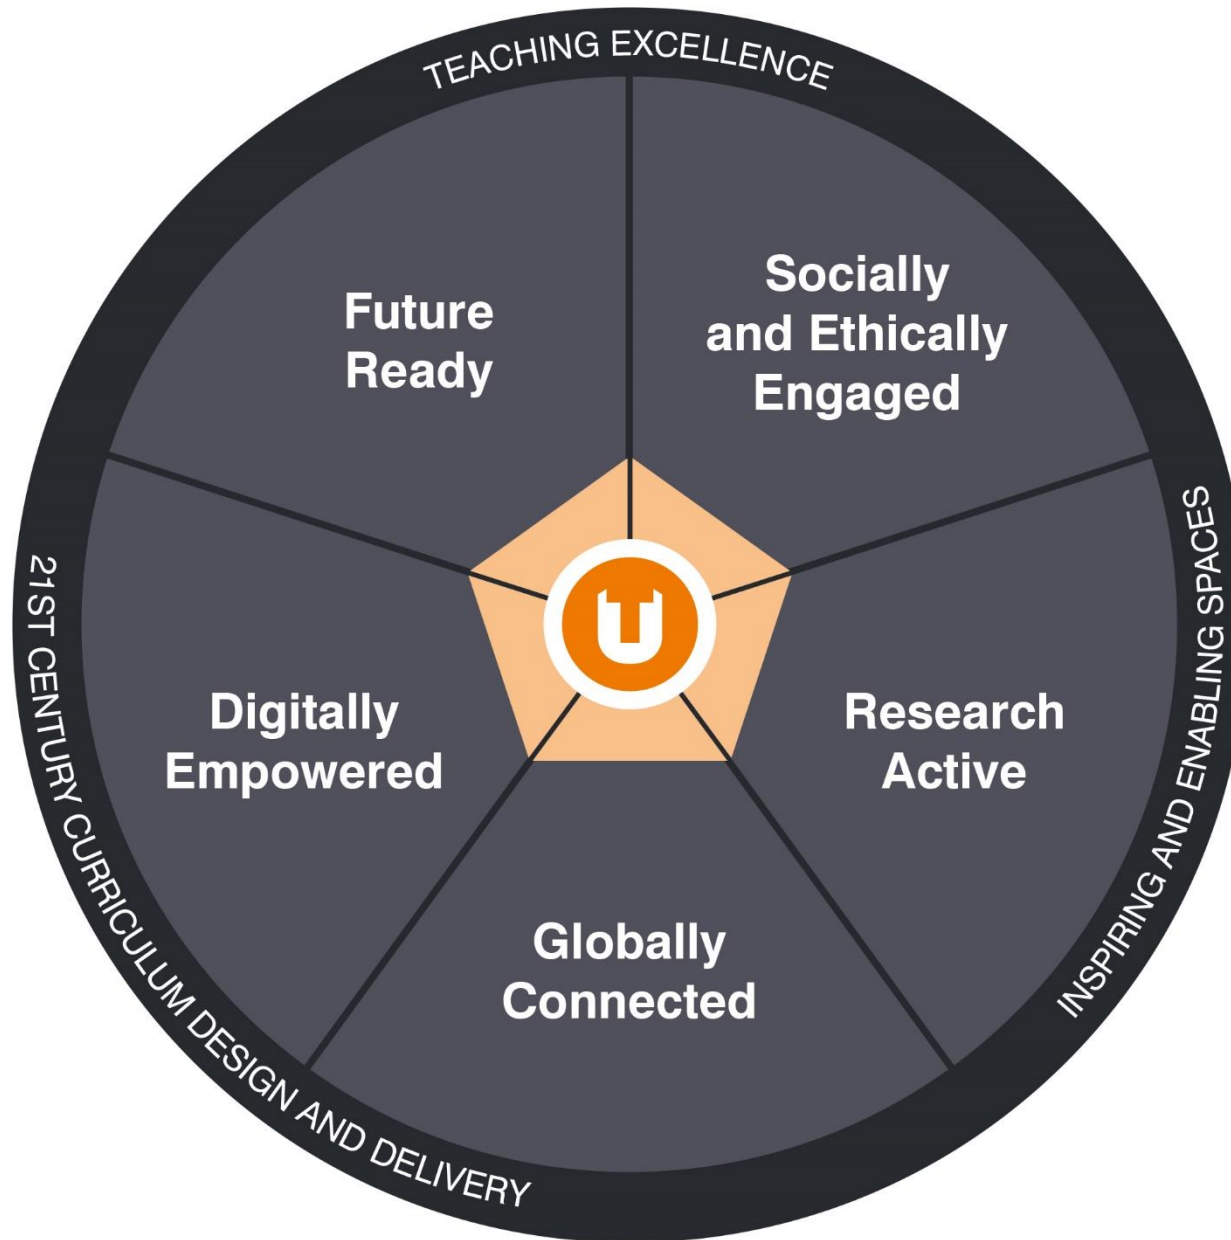 TEACHING EXCELLENCE
Socially
and Ethically
Engaged
Future
Ready
INSPIRING AND ENABLING SPACES
21ST CENTURY CURRICULUM DESIGN AND DELIVERY
Digitally
Empowered
Research
Active
Globally
Connected